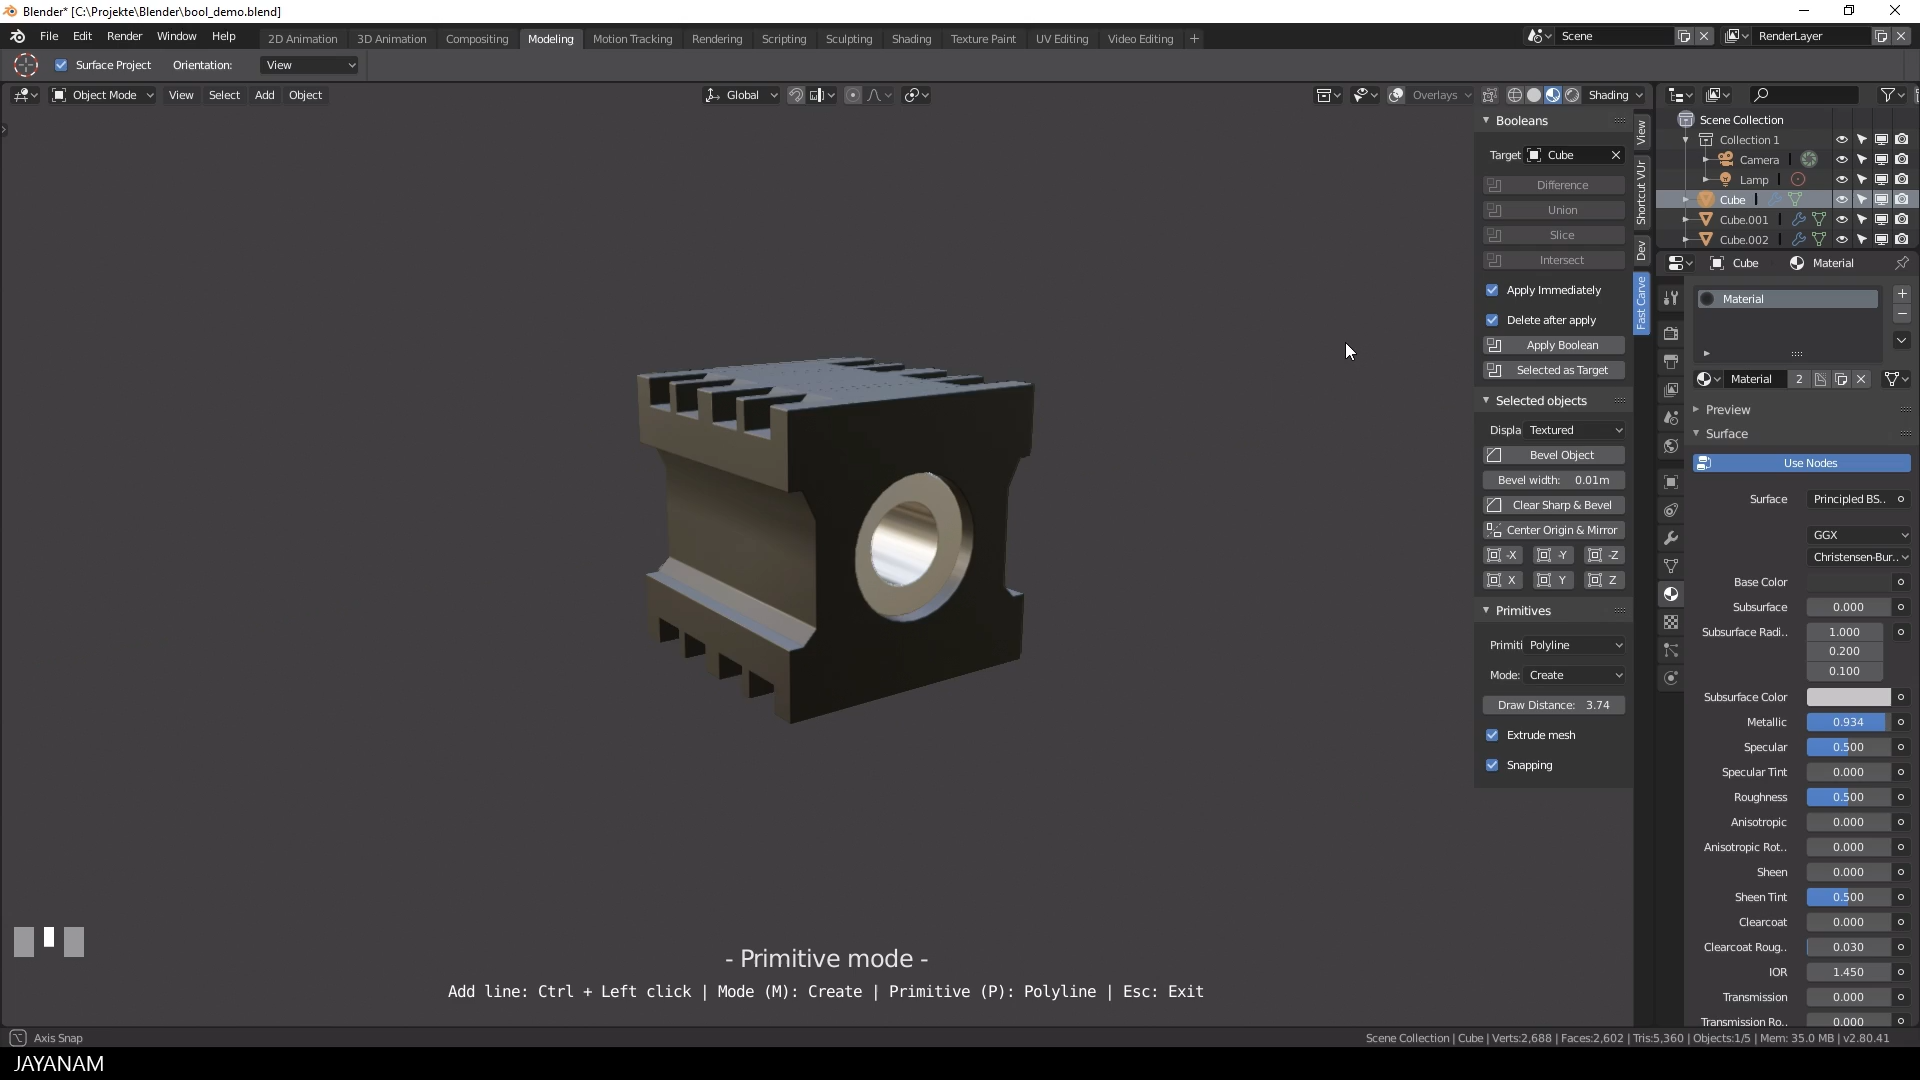 Blender* [C:\Projekte\Blender\bool_demo.blend]
File Edit Render Window Help 2D Animation 3D Animation Compositing Modeling Motion Tracking Rendering Scripting Sculpting Shading Texture Paint UV Editing Video Editing + Scene RenderLayer
Surface Project Orientation: View
Object Mode View Select Add Object Global Overlays Shading
Booleans
Target Cube
Difference
Union
Slice
Intersect
Apply Immediately
Delete after apply
Apply Boolean
Selected as Target
Selected objects
Displa Textured
Bevel Object
Bevel width: 0.01m
Clear Sharp & Bevel
Center Origin & Mirror
-X -Y -Z
X Y Z
Primitives
Primiti Polyline
Mode: Create
Draw Distance: 3.74
Extrude mesh
Snapping
View
Shortcut VUr
Dev
Fast Carve
Scene Collection
Collection 1
Camera
Lamp
Cube
Cube.001
Cube.002
Cube Material
Material
Material 2
Preview
Surface
Use Nodes
Surface Principled BS..
GGX
Christensen-Bur..
Base Color
Subsurface 0.000
Subsurface Radi.. 1.000
0.200
0.100
Subsurface Color
Metallic 0.934
Specular 0.500
Specular Tint 0.000
Roughness 0.500
Anisotropic 0.000
Anisotropic Rot.. 0.000
Sheen 0.000
Sheen Tint 0.500
Clearcoat 0.000
Clearcoat Roug.. 0.030
IOR 1.450
Transmission 0.000
Transmission Ro.. 0.000
- Primitive mode -
Add line: Ctrl + Left click | Mode (M): Create | Primitive (P): Polyline | Esc: Exit
Axis Snap
Scene Collection | Cube | Verts:2,688 | Faces:2,602 | Tris:5,360 | Objects:1/5 | Mem: 35.0 MB | v2.80.41
JAYANAM